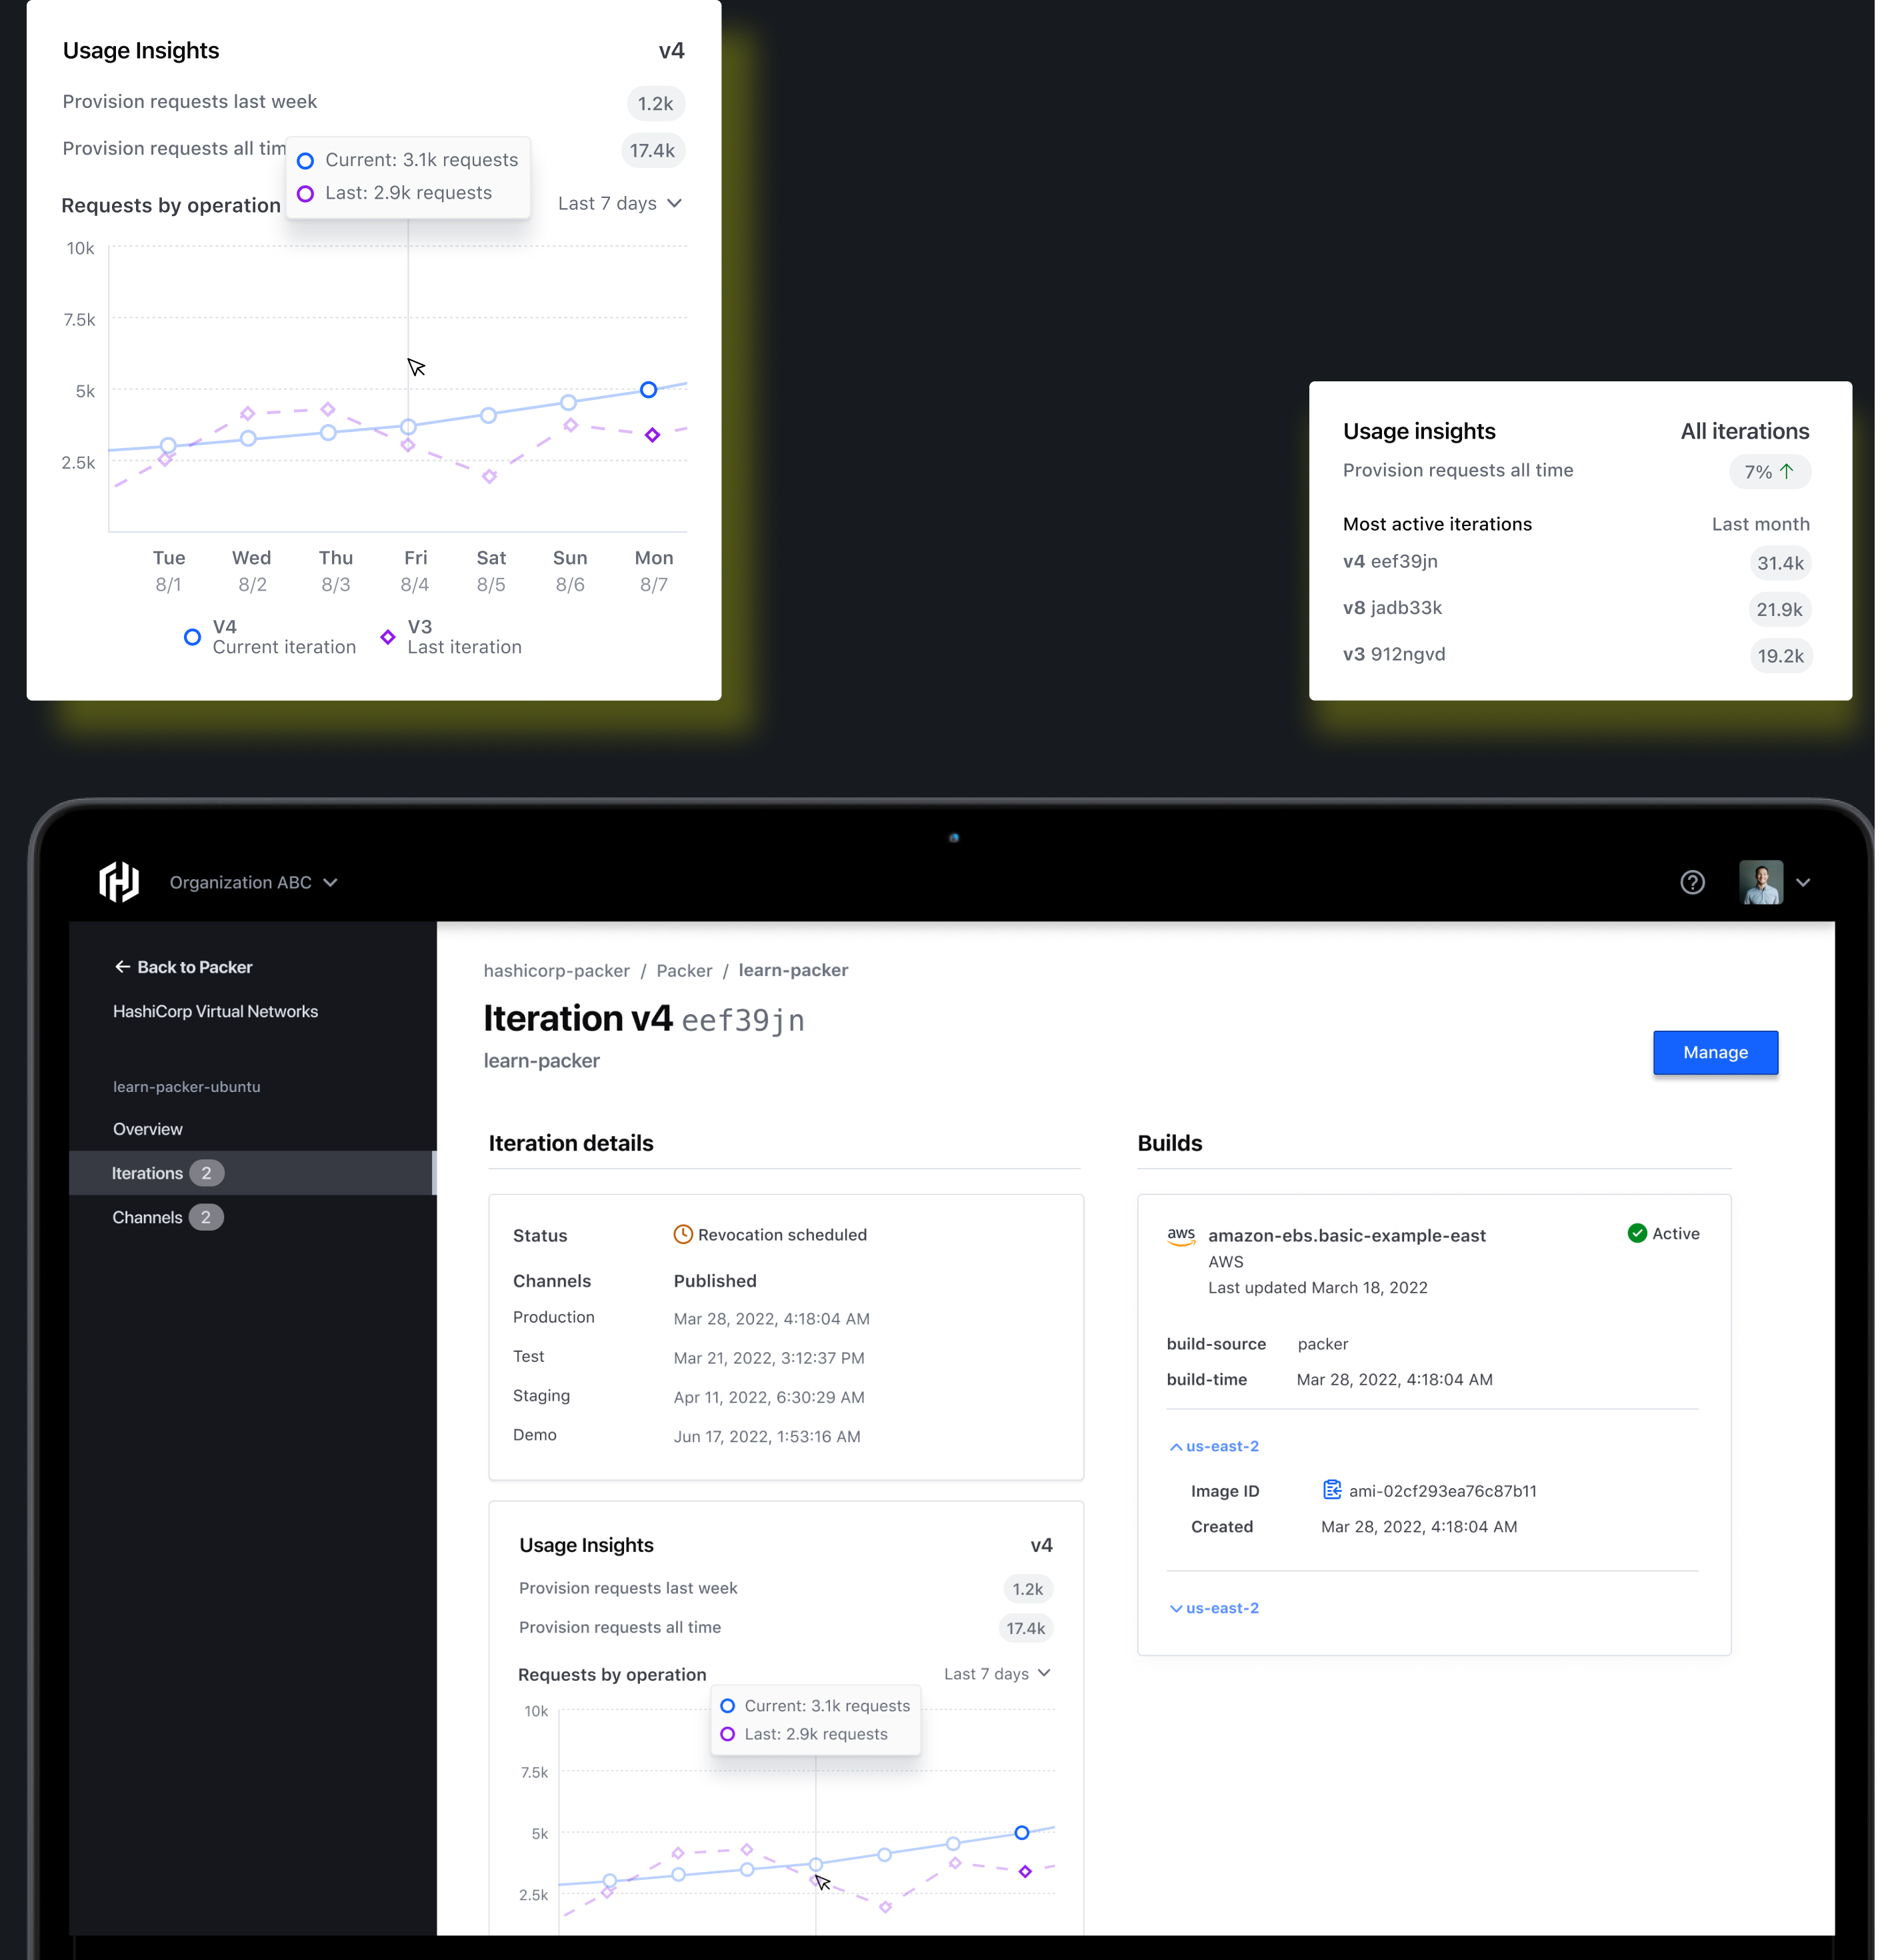 Usage Insights v4
Provision requests last week 1.2k
Provision requests all tim 17.4k
Current: 3.1k requests
Last: 2.9k requests
Requests by operation Last 7 days
10k
7.5k
5k
2.5k
Tue Wed Thu Fri Sat Sun Mon
8/1 8/2 8/3 8/4 8/5 8/6 8/7
V4 V3
Current iteration Last iteration
Usage insights All iterations
Provision requests all time 7% ↑
Most active iterations Last month
v4 eef39jn 31.4k
v8 jadb33k 21.9k
v3 912ngvd 19.2k
Organization ABC
Back to Packer
HashiCorp Virtual Networks
learn-packer-ubuntu
Overview
Iterations 2
Channels 2
hashicorp-packer / Packer / learn-packer
Iteration v4 eef39jn
learn-packer
Manage
Iteration details
Status Revocation scheduled
Channels Published
Production Mar 28, 2022, 4:18:04 AM
Test Mar 21, 2022, 3:12:37 PM
Staging Apr 11, 2022, 6:30:29 AM
Demo Jun 17, 2022, 1:53:16 AM
Usage Insights v4
Provision requests last week 1.2k
Provision requests all time 17.4k
Requests by operation Last 7 days
Current: 3.1k requests
Last: 2.9k requests
10k
7.5k
5k
2.5k
Builds
aws amazon-ebs.basic-example-east Active
AWS
Last updated March 18, 2022
build-source packer
build-time Mar 28, 2022, 4:18:04 AM
us-east-2
Image ID ami-02cf293ea76c87b11
Created Mar 28, 2022, 4:18:04 AM
us-east-2